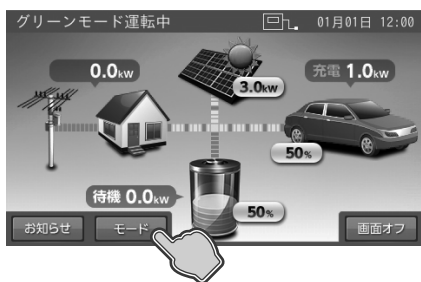 グリーンモード運転中 01月01日 12:00
0.0kw
3.0kw
充電 1.0kw
50%
待機 0.0kw
50%
お知らせ モード 画面オフ